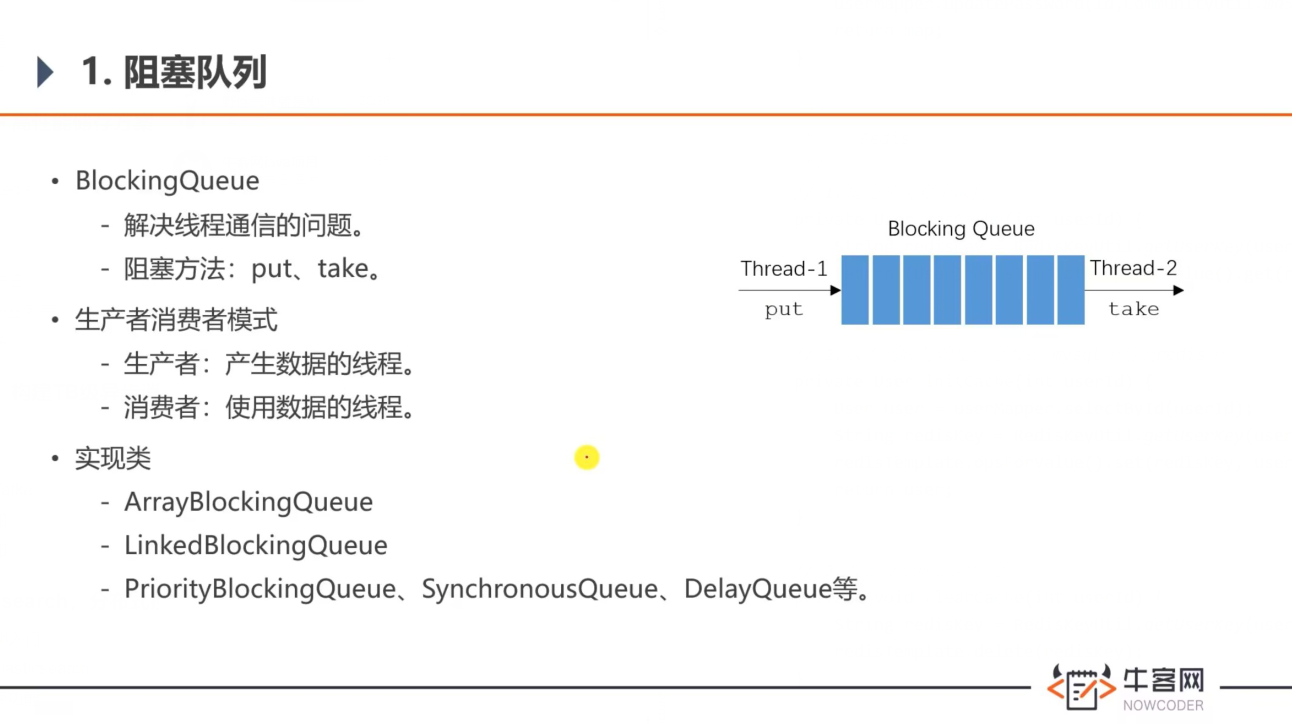 1. 阻塞队列
• BlockingQueue
- 解决线程通信的问题。
- 阻塞方法：put、take。
• 生产者消费者模式
- 生产者：产生数据的线程。
- 消费者：使用数据的线程。
• 实现类
- ArrayBlockingQueue
- LinkedBlockingQueue
- PriorityBlockingQueue、SynchronousQueue、DelayQueue等。
Blocking Queue
Thread-1
put
Thread-2
take
牛客网
NOWCODER